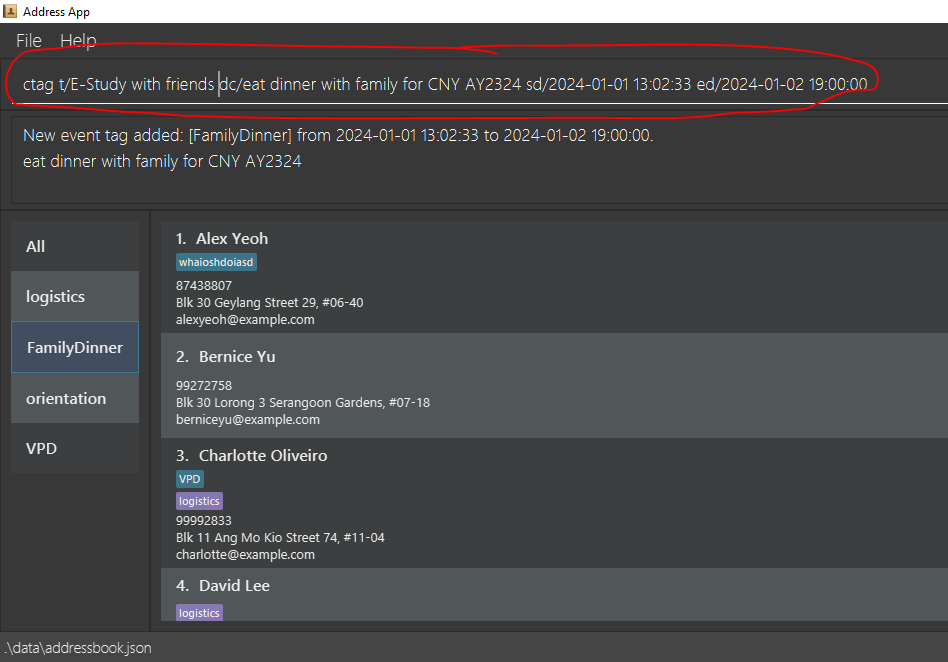 Address App
File Help
ctag t/E-Study with friends dc/eat dinner with family for CNY AY2324 sd/2024-01-01 13:02:33 ed/2024-01-02 19:00:00
New event tag added: [FamilyDinner] from 2024-01-01 13:02:33 to 2024-01-02 19:00:00.
eat dinner with family for CNY AY2324
All
logistics
FamilyDinner
orientation
VPD
1. Alex Yeoh
whaioshdoiasd
87438807
Blk 30 Geylang Street 29, #06-40
alexyeoh@example.com
2. Bernice Yu
99272758
Blk 30 Lorong 3 Serangoon Gardens, #07-18
berniceyu@example.com
3. Charlotte Oliveiro
VPD
logistics
99992833
Blk 11 Ang Mo Kio Street 74, #11-04
charlotte@example.com
4. David Lee
logistics
.\data\addressbook.json